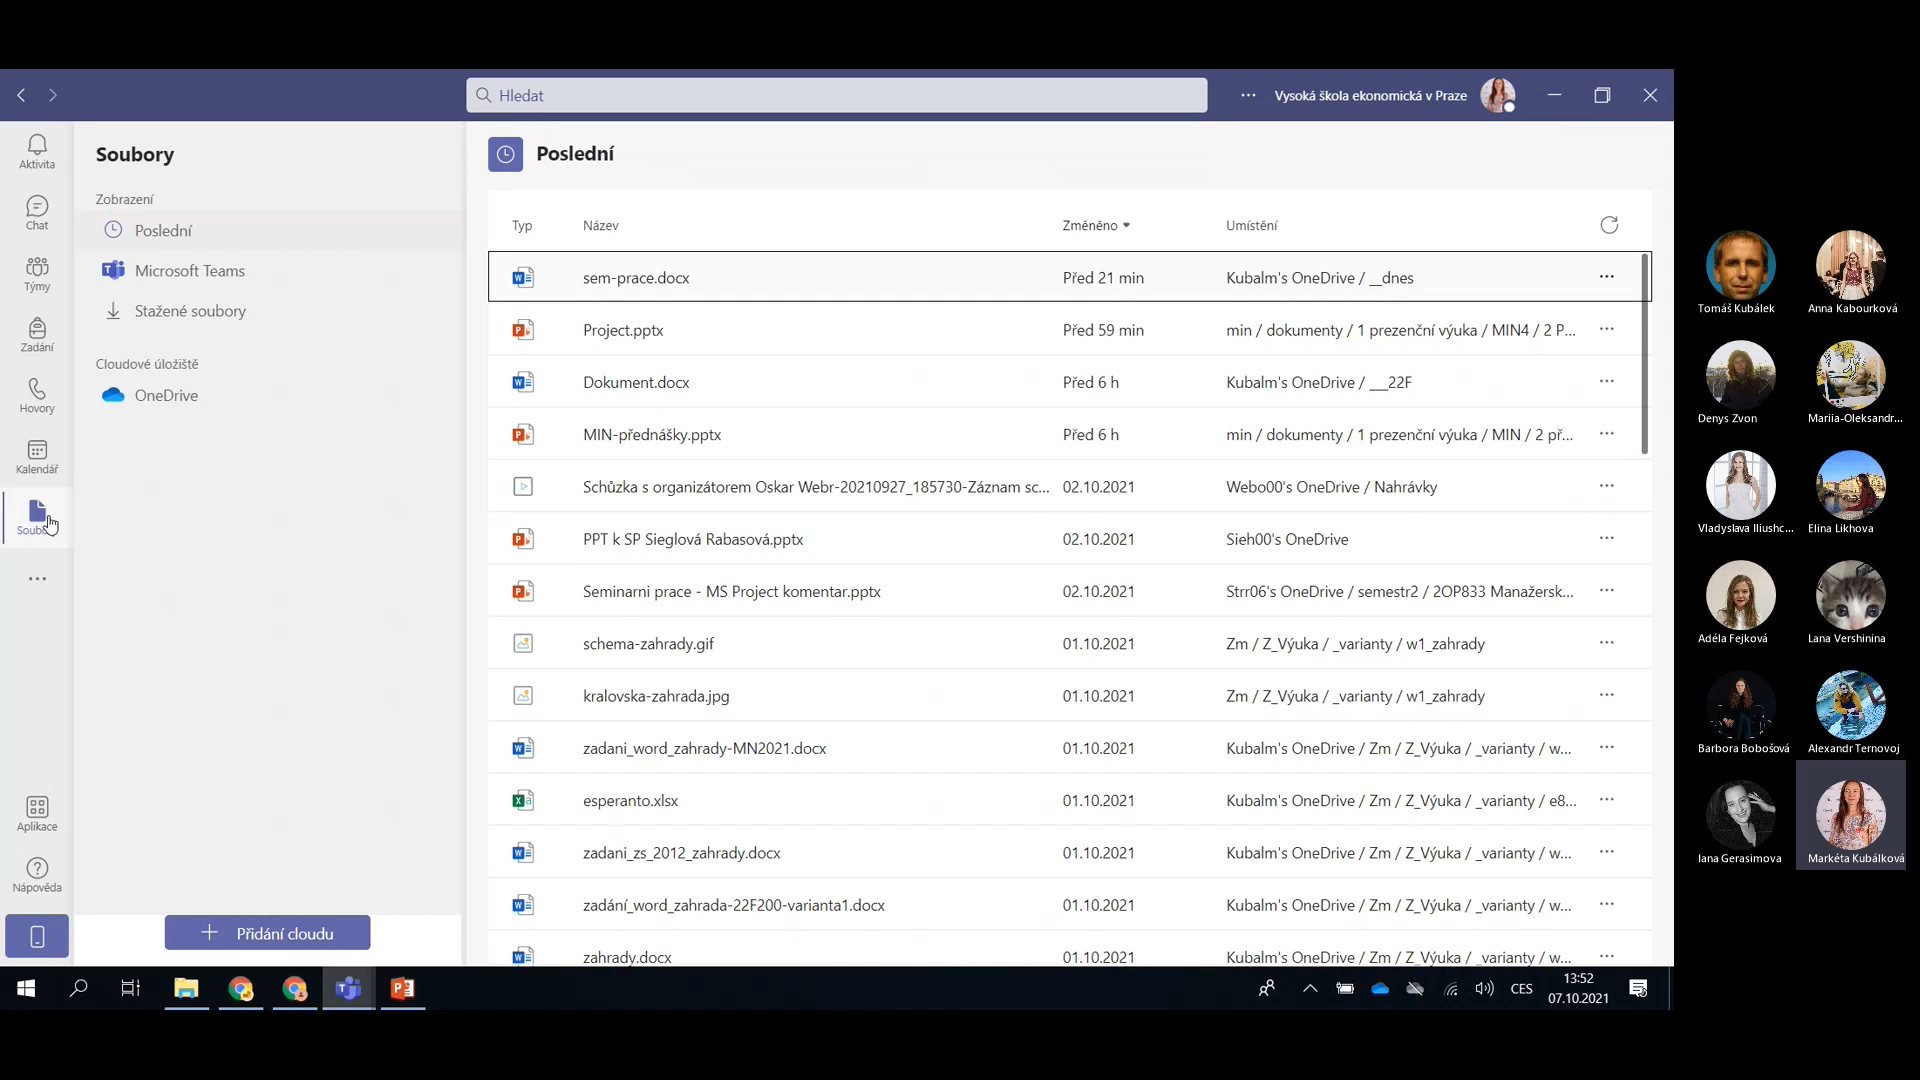 Hledat
Vysoká škola ekonomická v Praze
Aktivita
Chat
Týmy
Zadání
Hovory
Kalendář
Aplikace
Nápověda
Soubory
Zobrazení
Poslední
Microsoft Teams
Stažené soubory
Cloudové úložiště
OneDrive
Přidání cloudu
Poslední
Typ Název Změněno Umístění
sem-prace.docx Před 21 min Kubalm's OneDrive / __dnes
Project.pptx Před 59 min min / dokumenty / 1 prezenční výuka / MIN4 / 2 P...
Dokument.docx Před 6 h Kubalm's OneDrive / ___22F
MIN-přednášky.pptx Před 6 h min / dokumenty / 1 prezenční výuka / MIN / 2 př...
Schůzka s organizátorem Oskar Webr-20210927_185730-Záznam sc... 02.10.2021 Webo00's OneDrive / Nahrávky
PPT k SP Sieglová Rabasová.pptx 02.10.2021 Sieh00's OneDrive
Seminarni prace - MS Project komentar.pptx 02.10.2021 Strr06's OneDrive / semestr2 / 2OP833 Manažersk...
schema-zahrady.gif 01.10.2021 Zm / Z_Výuka / _varianty / w1_zahrady
kralovska-zahrada.jpg 01.10.2021 Zm / Z_Výuka / _varianty / w1_zahrady
zadani_word_zahrady-MN2021.docx 01.10.2021 Kubalm's OneDrive / Zm / Z_Výuka / _varianty / w...
esperanto.xlsx 01.10.2021 Kubalm's OneDrive / Zm / Z_Výuka / _varianty / e8...
zadani_zs_2012_zahrady.docx 01.10.2021 Kubalm's OneDrive / Zm / Z_Výuka / _varianty / w...
zadání_word_zahrada-22F200-varianta1.docx 01.10.2021 Kubalm's OneDrive / Zm / Z_Výuka / _varianty / w...
zahrady.docx 01.10.2021 Kubalm's OneDrive / Zm / Z_Výuka / _varianty / w...
Tomáš Kubálek Anna Kabourková
Denys Zvon Mariia-Oleksandr...
Vladyslava Iliushc... Elina Likhova
Adéla Fejková Lana Vershinina
Barbora Bobošová Alexandr Ternovoj
Iana Gerasimova Markéta Kubálková
CES
13:52
07.10.2021